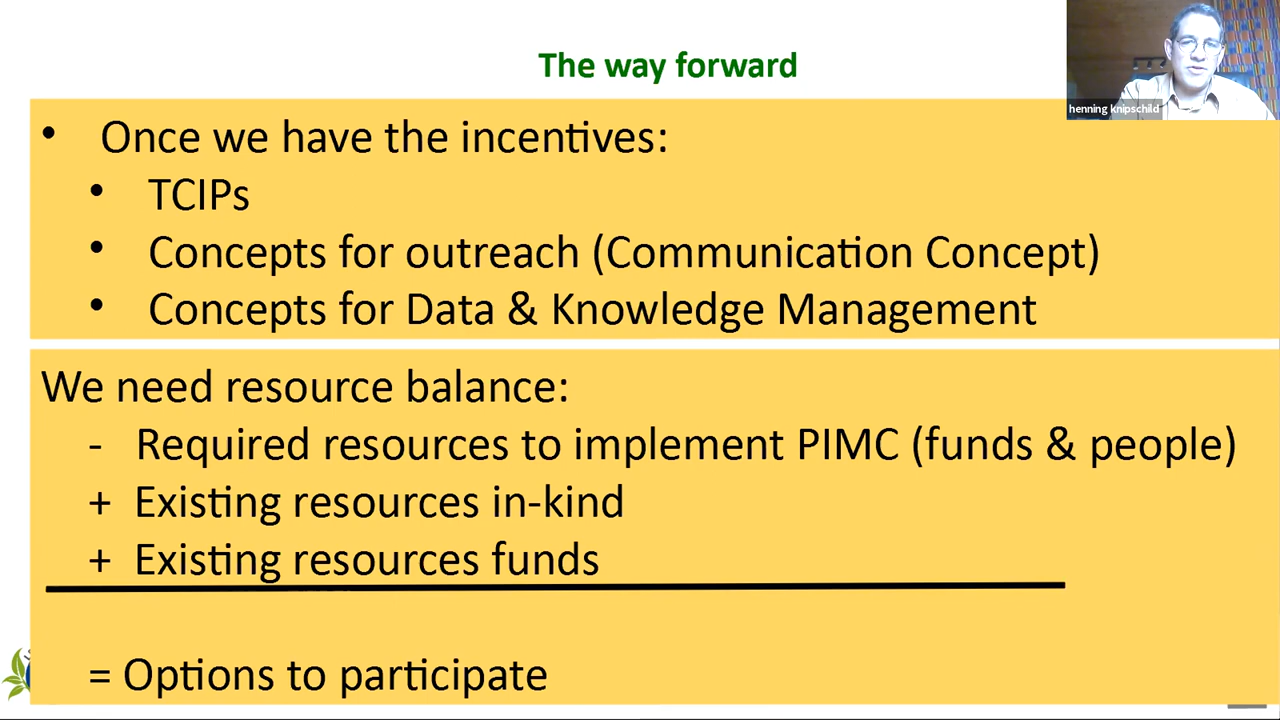 The way forward
henning knipschild
• Once we have the incentives:
• TCIPs
• Concepts for outreach (Communication Concept)
• Concepts for Data & Knowledge Management
We need resource balance:
- Required resources to implement PIMC (funds & people)
+ Existing resources in-kind
+ Existing resources funds
= Options to participate